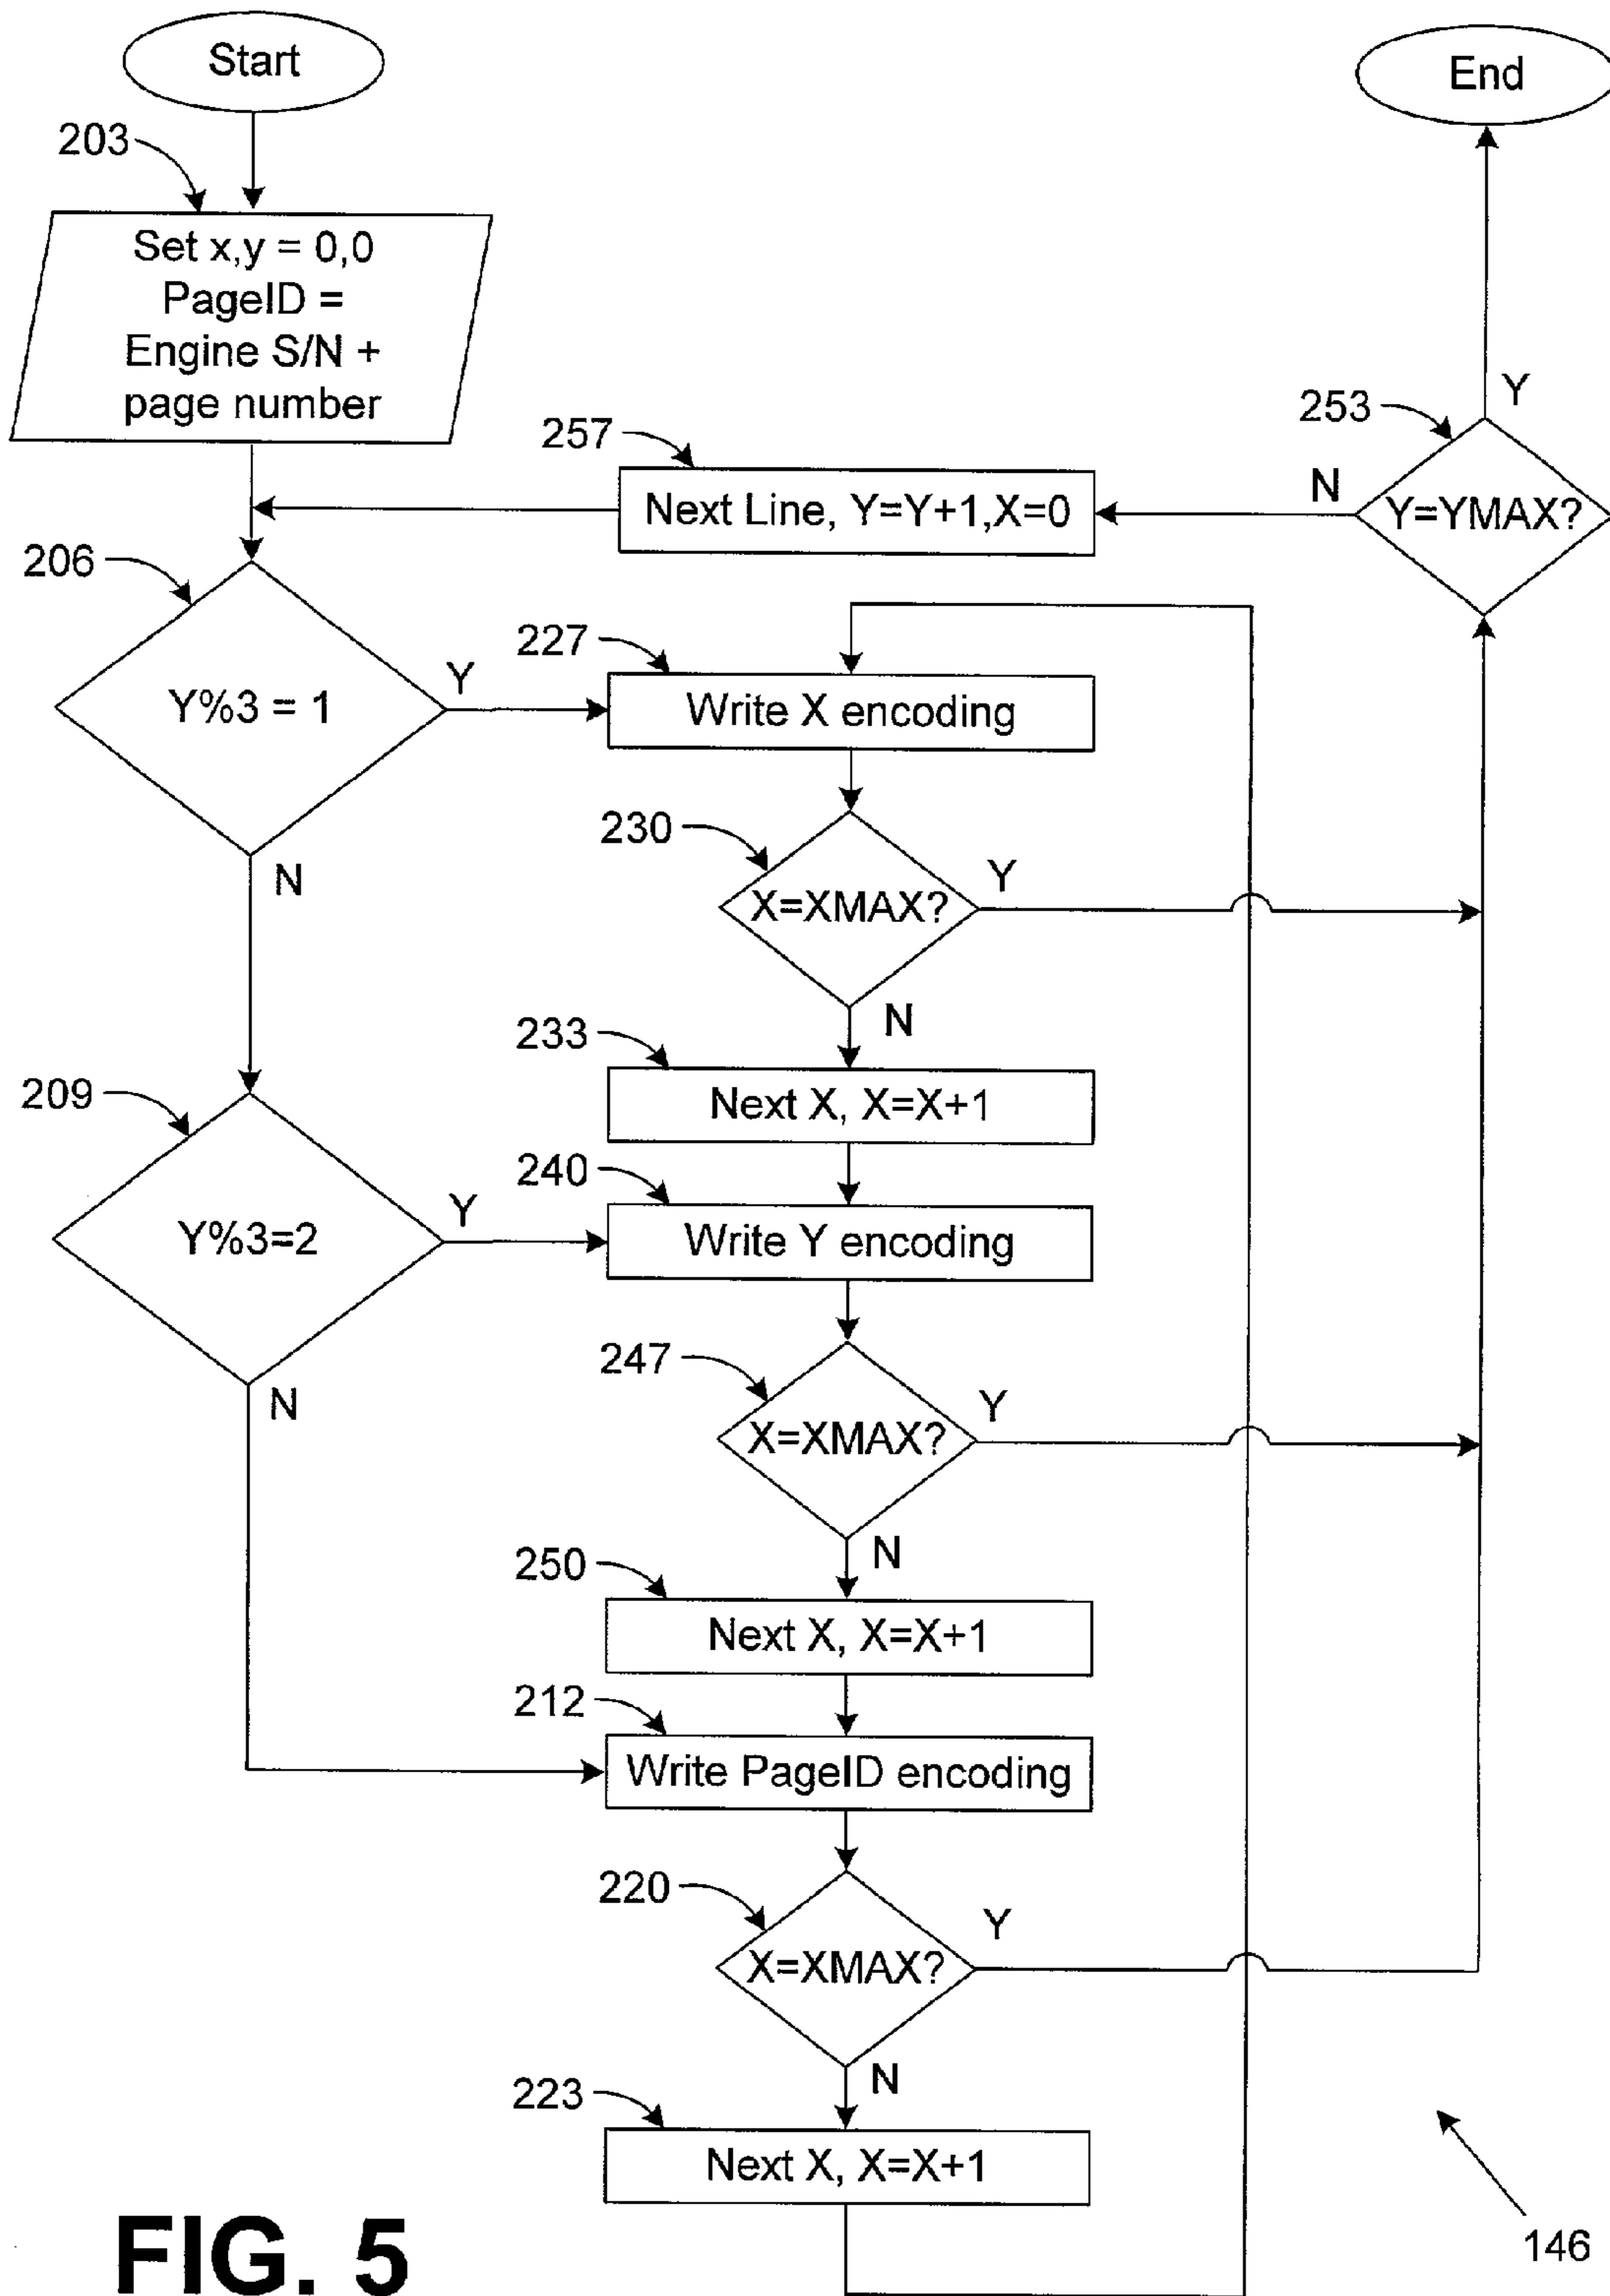 Start
End
203
Set x,y = 0,0
PageID =
Engine S/N +
page number
Y
253
257
N
Next Line, Y=Y+1,X=0
Y=YMAX?
206
227
Y
Y%3 = 1
Write X encoding
230
N
Y
X=XMAX?
N
233
209
Next X, X=X+1
240
Y
Y%3=2
Write Y encoding
247
N
Y
X=XMAX?
N
250
Next X, X=X+1
212
Write PageID encoding
220
Y
X=XMAX?
N
223
Next X, X=X+1
146
FIG. 5